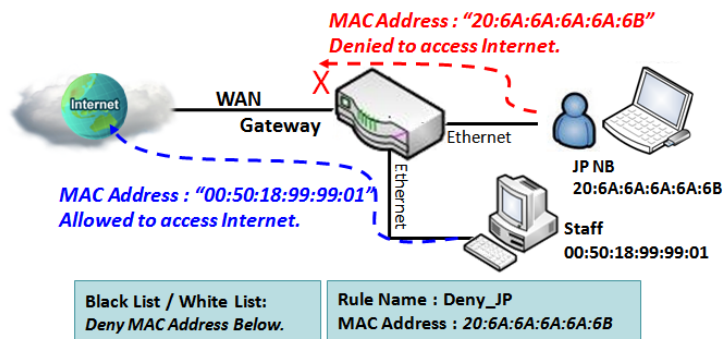 MAC Address : “20:6A:6A:6A:6A:6B”
Denied to access Internet.
X
Internet
WAN
Gateway
Ethernet
Ethernet
JP NB
20:6A:6A:6A:6A:6B
MAC Address : “00:50:18:99:99:01”
Allowed to access Internet.
Staff
00:50:18:99:99:01
Black List / White List:
Deny MAC Address Below.
Rule Name : Deny_JP
MAC Address : 20:6A:6A:6A:6A:6B